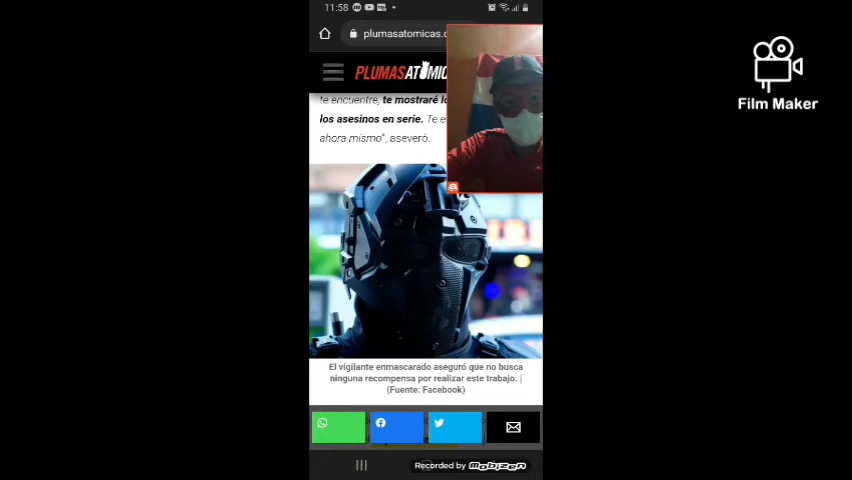 11:58
plumasatomicas.c
PLUMASATOMIC
te encuentre, te mostraré lo
los asesinos en serie. Te e
ahora mismo", aseveró.
El vigilante enmascarado aseguró que no busca
ninguna recompensa por realizar este trabajo. |
(Fuente: Facebook)
Recorded by Mobizen
Film Maker